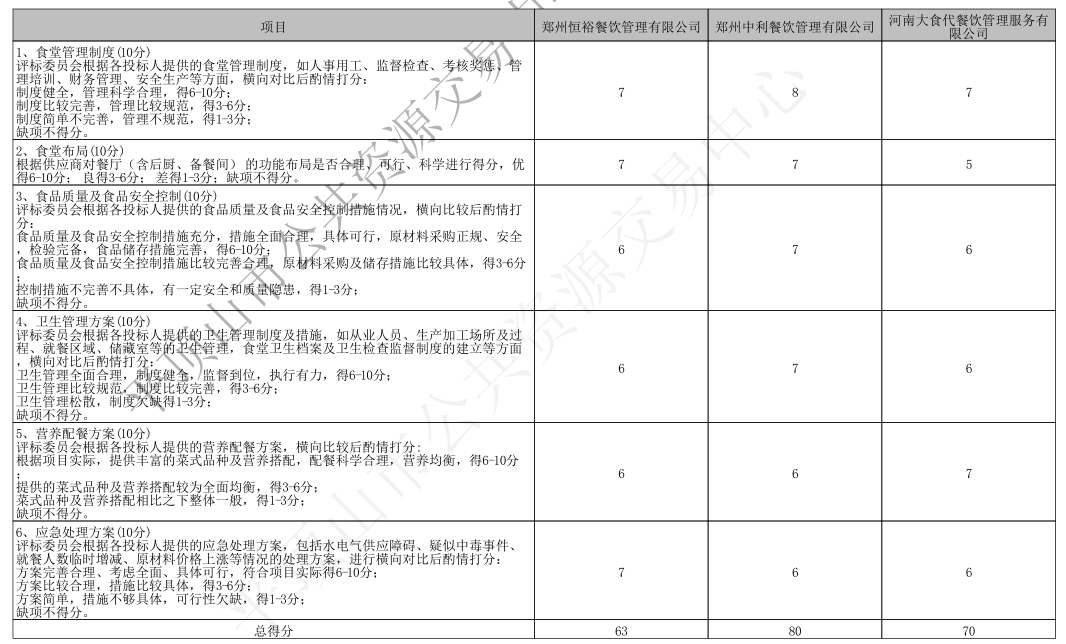 项目 郑州恒裕餐饮管理有限公司 郑州中利餐饮管理有限公司 河南大食代餐饮管理服务有
限公司
1、食堂管理制度(10分)
评标委员会根据各投标人提供的食堂管理制度，如人事用工、监督检查、考核奖惩、管
理培训、财务管理、安全生产等方面，横向对比后酌情打分：
制度健全，管理科学合理，得6-10分；
制度比较完善，管理比较规范，得3-6分；
制度简单不完善，管理不规范，得1-3分；
缺项不得分。
7 8 7
2、食堂布局(10分)
根据供应商对餐厅（含后厨、备餐间）的功能布局是否合理、可行、科学进行得分，优
得6-10分； 良得3-6分； 差得1-3分；缺项不得分。
7 7 5
3、食品质量及食品安全控制(10分)
评标委员会根据各投标人提供的食品质量及食品安全控制措施情况，横向比较后酌情打
分：
食品质量及食品安全控制措施充分，措施全面合理，具体可行，原材料采购正规、安全
，检验完备，食品储存措施完善，得6-10分；
食品质量及食品安全控制措施比较完善合理，原材料采购及储存措施比较具体，得3-6分
；
控制措施不完善不具体，有一定安全和质量隐患，得1-3分；
缺项不得分。
6 7 6
4、卫生管理方案(10分)
评标委员会根据各投标人提供的卫生管理制度及措施，如从业人员、生产加工场所及过
程、就餐区域、储藏室等的卫生管理，食堂卫生档案及卫生检查监督制度的建立等方面
，横向对比后酌情打分：
卫生管理全面合理，制度健全，监督到位，执行有力，得6-10分；
卫生管理比较规范，制度比较完善，得3-6分；
卫生管理松散，制度欠缺得1-3分；
缺项不得分。
6 7 6
5、营养配餐方案(10分)
评标委员会根据各投标人提供的营养配餐方案，横向比较后酌情打分：
根据项目实际，提供丰富的菜式品种及营养搭配，配餐科学合理，营养均衡，得6-10分
；
提供的菜式品种及营养搭配较为全面均衡，得3-6分；
菜式品种及营养搭配相比之下整体一般，得1-3分；
缺项不得分。
6 6 7
6、应急处理方案(10分)
评标委员会根据各投标人提供的应急处理方案，包括水电气供应障碍、疑似中毒事件、
就餐人数临时增减、原材料价格上涨等情况的处理方案，进行横向对比后酌情打分：
方案完善合理、考虑全面、具体可行，符合项目实际得6-10分；
方案比较合理，措施比较具体，得3-6分；
方案简单，措施不够具体，可行性欠缺，得1-3分；
缺项不得分。
7 6 6
总得分 63 80 70
平顶山市公共资源交易中
平顶山市公共资源交易中心